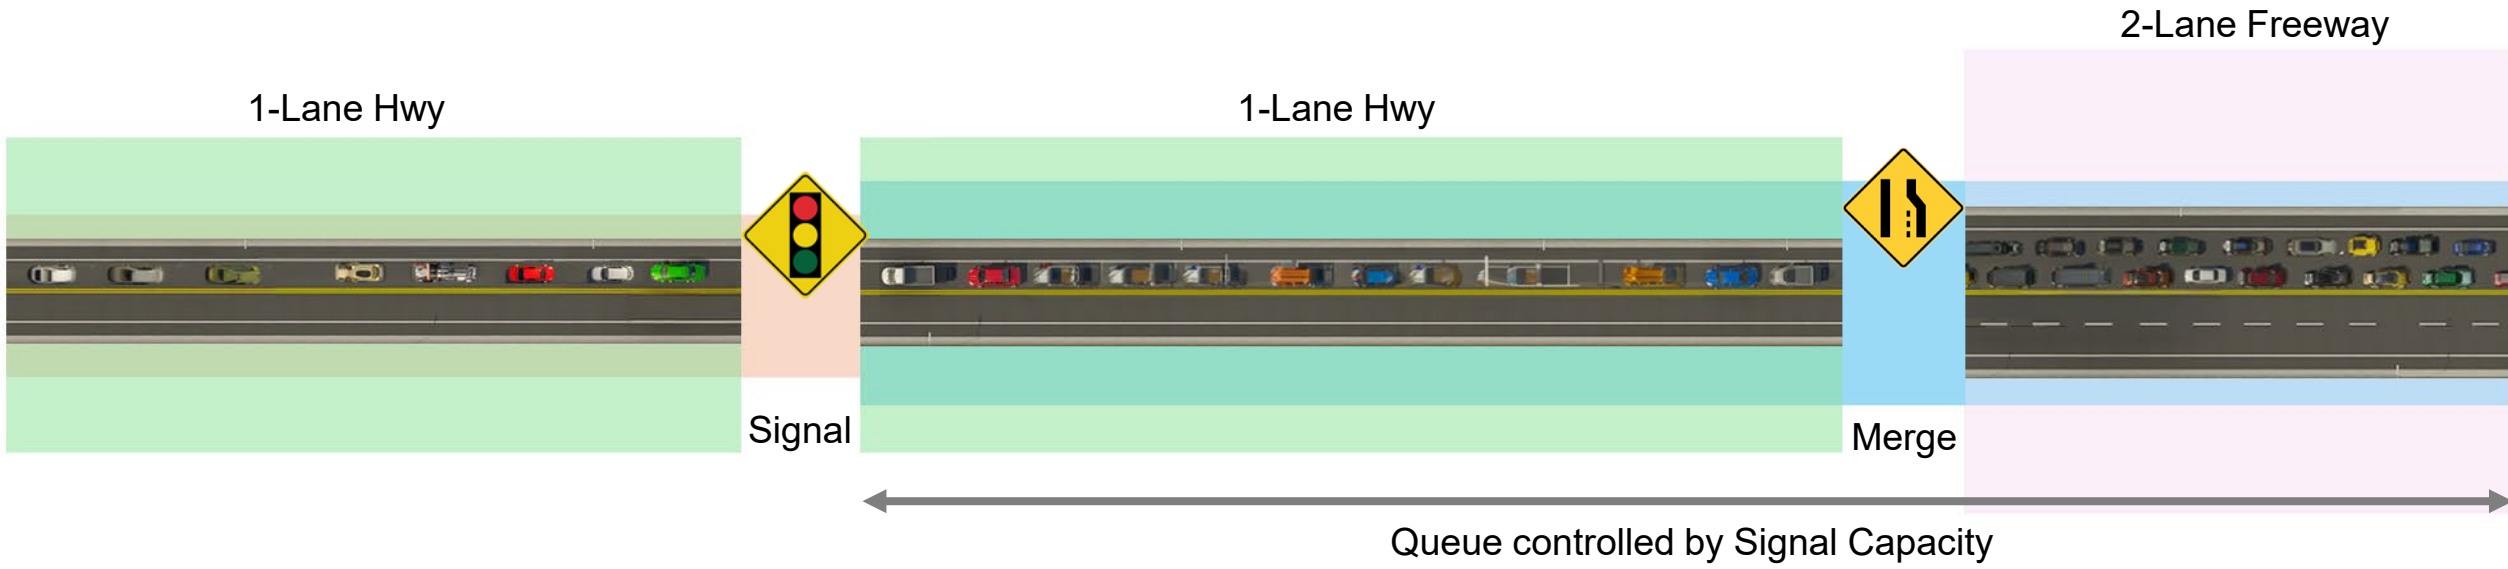 2-Lane Freeway
1-Lane Hwy
1-Lane Hwy
Signal
Merge
Queue controlled by Signal Capacity